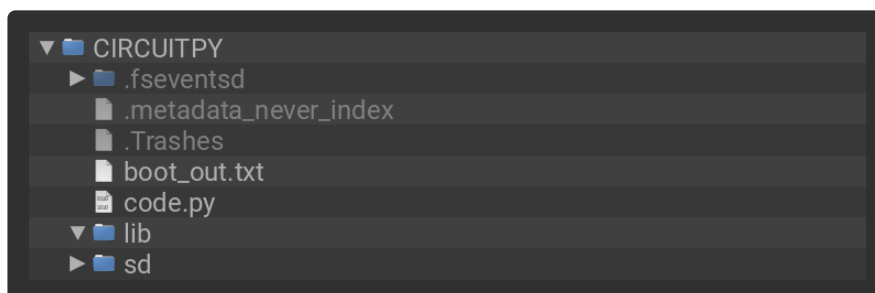 CIRCUITPY
.fseventsd
.metadata_never_index
.Trashes
boot_out.txt
code.py
lib
sd